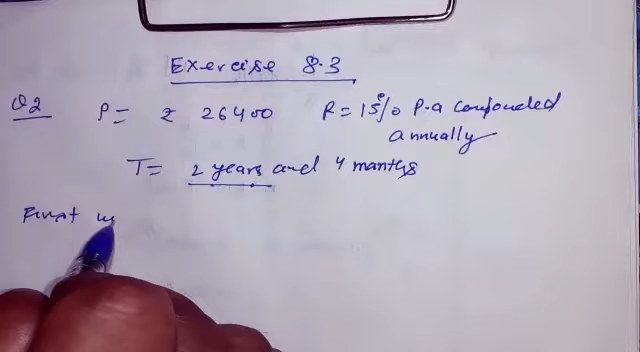 Exercise 8.3
Q2 P = ₹ 26400 R = 15% P.a compounded
annually
T = 2 years and 4 months
First w